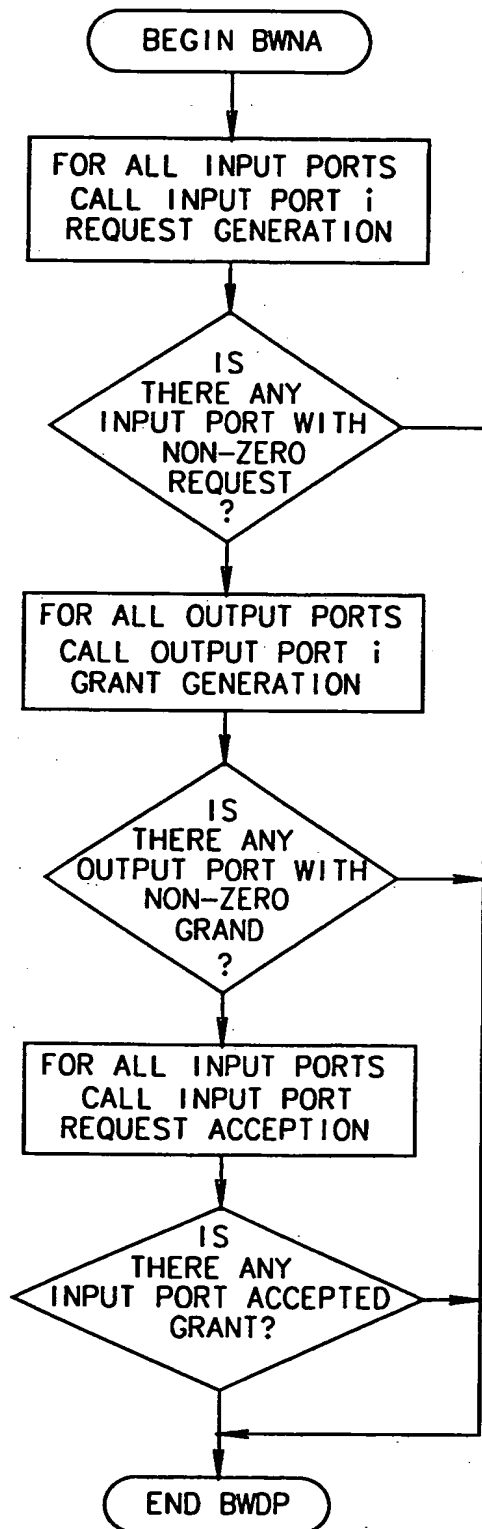 BEGIN BWNA
FOR ALL INPUT PORTS
CALL INPUT PORT i
REQUEST GENERATION
IS
THERE ANY
INPUT PORT WITH
NON-ZERO
REQUEST
?
FOR ALL OUTPUT PORTS
CALL OUTPUT PORT i
GRANT GENERATION
IS
THERE ANY
OUTPUT PORT WITH
NON-ZERO
GRAND
?
FOR ALL INPUT PORTS
CALL INPUT PORT
REQUEST ACCEPTION
IS
THERE ANY
INPUT PORT ACCEPTED
GRANT?
END BWDP